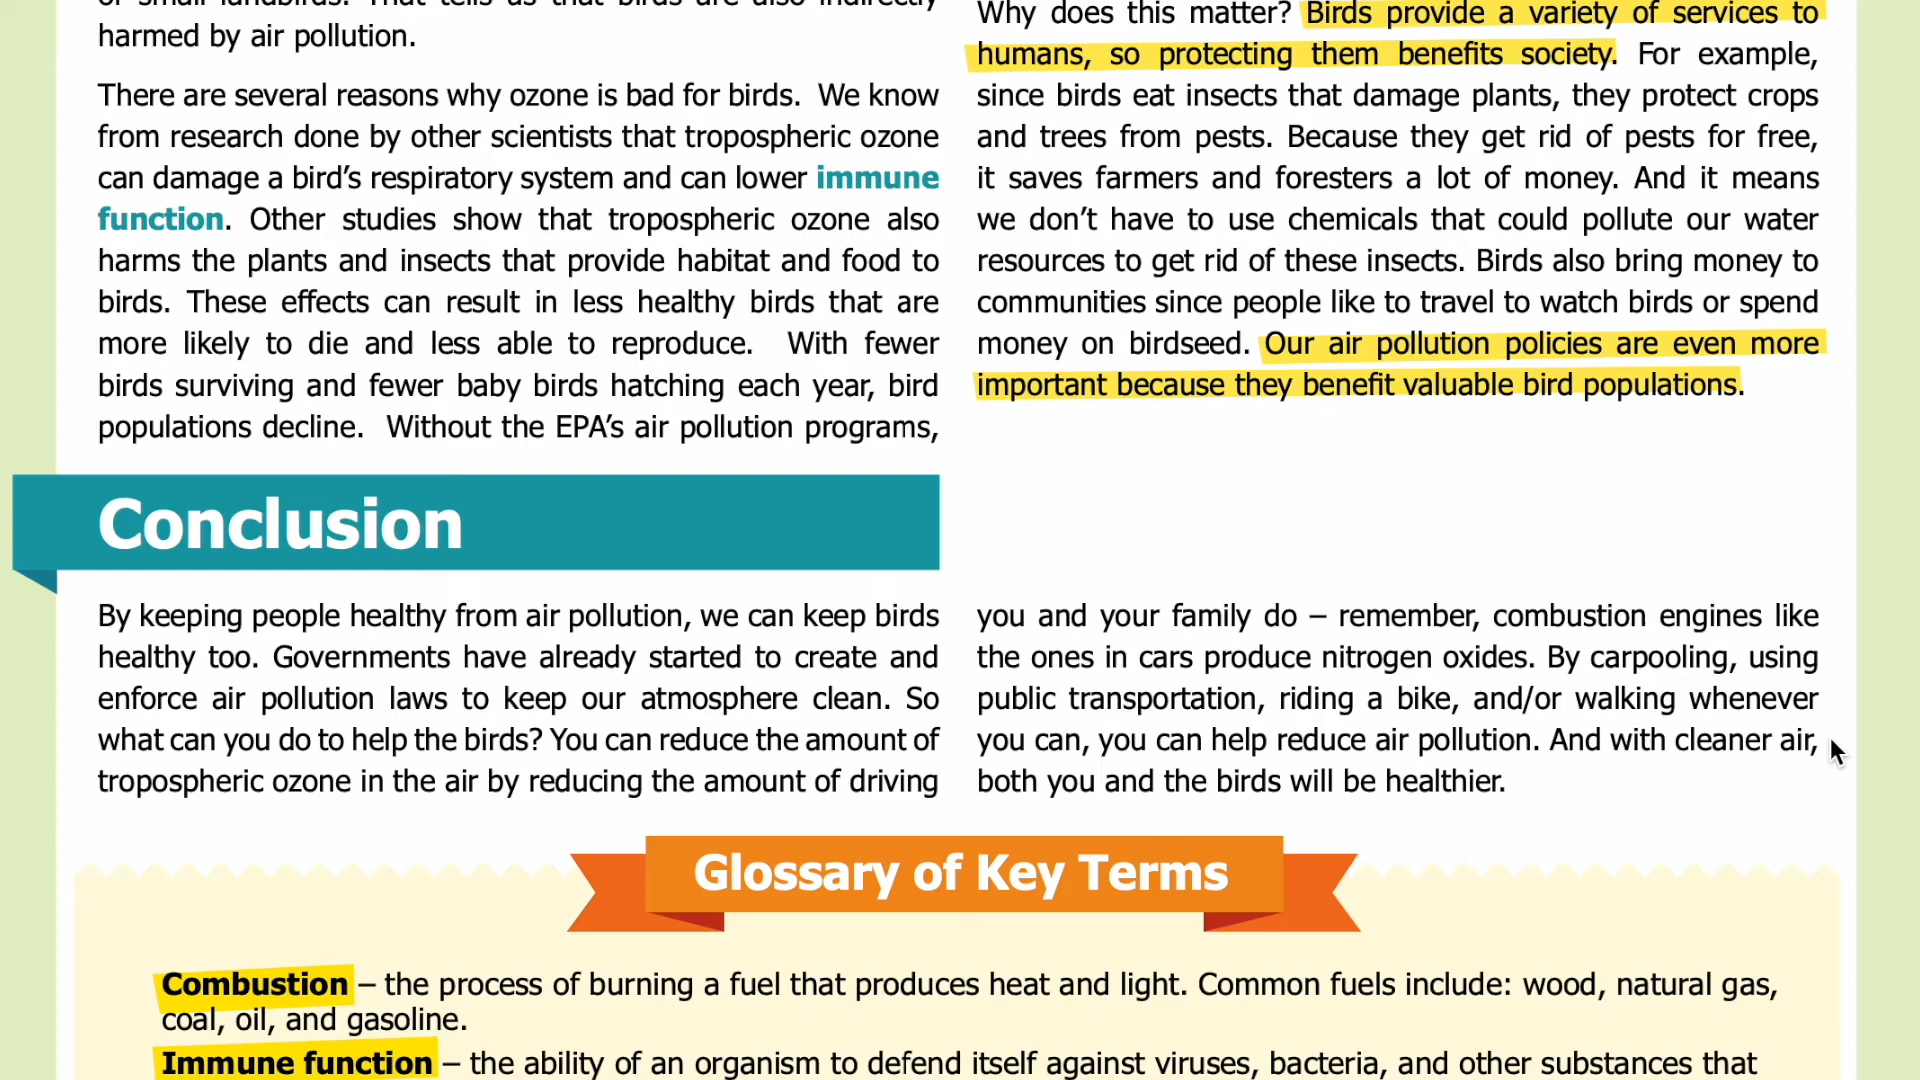 or small landbirds. That tells us that birds are also indirectly
harmed by air pollution.
There are several reasons why ozone is bad for birds.  We know
from research done by other scientists that tropospheric ozone
can damage a bird’s respiratory system and can lower immune
function. Other studies show that tropospheric ozone also
harms the plants and insects that provide habitat and food to
birds. These effects can result in less healthy birds that are
more likely to die and less able to reproduce.  With fewer
birds surviving and fewer baby birds hatching each year, bird
populations decline.  Without the EPA’s air pollution programs,
Why does this matter? Birds provide a variety of services to
humans, so protecting them benefits society. For example,
since birds eat insects that damage plants, they protect crops
and trees from pests. Because they get rid of pests for free,
it saves farmers and foresters a lot of money. And it means
we don’t have to use chemicals that could pollute our water
resources to get rid of these insects. Birds also bring money to
communities since people like to travel to watch birds or spend
money on birdseed. Our air pollution policies are even more
important because they benefit valuable bird populations.
Conclusion
By keeping people healthy from air pollution, we can keep birds
healthy too. Governments have already started to create and
enforce air pollution laws to keep our atmosphere clean. So
what can you do to help the birds? You can reduce the amount of
tropospheric ozone in the air by reducing the amount of driving
you and your family do – remember, combustion engines like
the ones in cars produce nitrogen oxides. By carpooling, using
public transportation, riding a bike, and/or walking whenever
you can, you can help reduce air pollution. And with cleaner air,
both you and the birds will be healthier.
Glossary of Key Terms
Combustion – the process of burning a fuel that produces heat and light. Common fuels include: wood, natural gas,
coal, oil, and gasoline.
Immune function – the ability of an organism to defend itself against viruses, bacteria, and other substances that